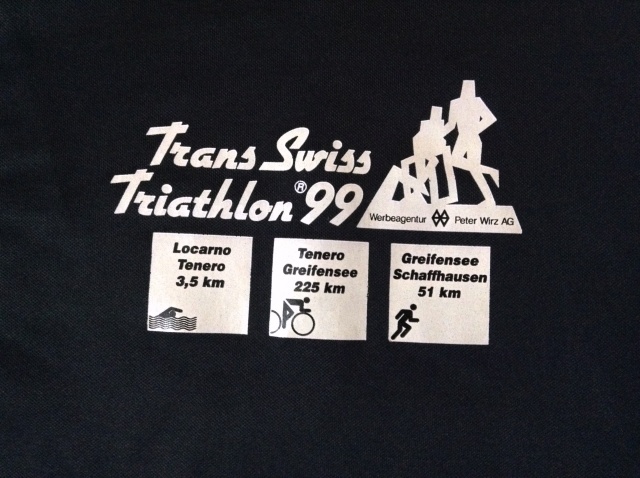 Trans Swiss
Triathlon® 99
Werbeagentur Peter Wirz AG
Locarno
Tenero
3,5 km
Tenero
Greifensee
225 km
Greifensee
Schaffhausen
51 km